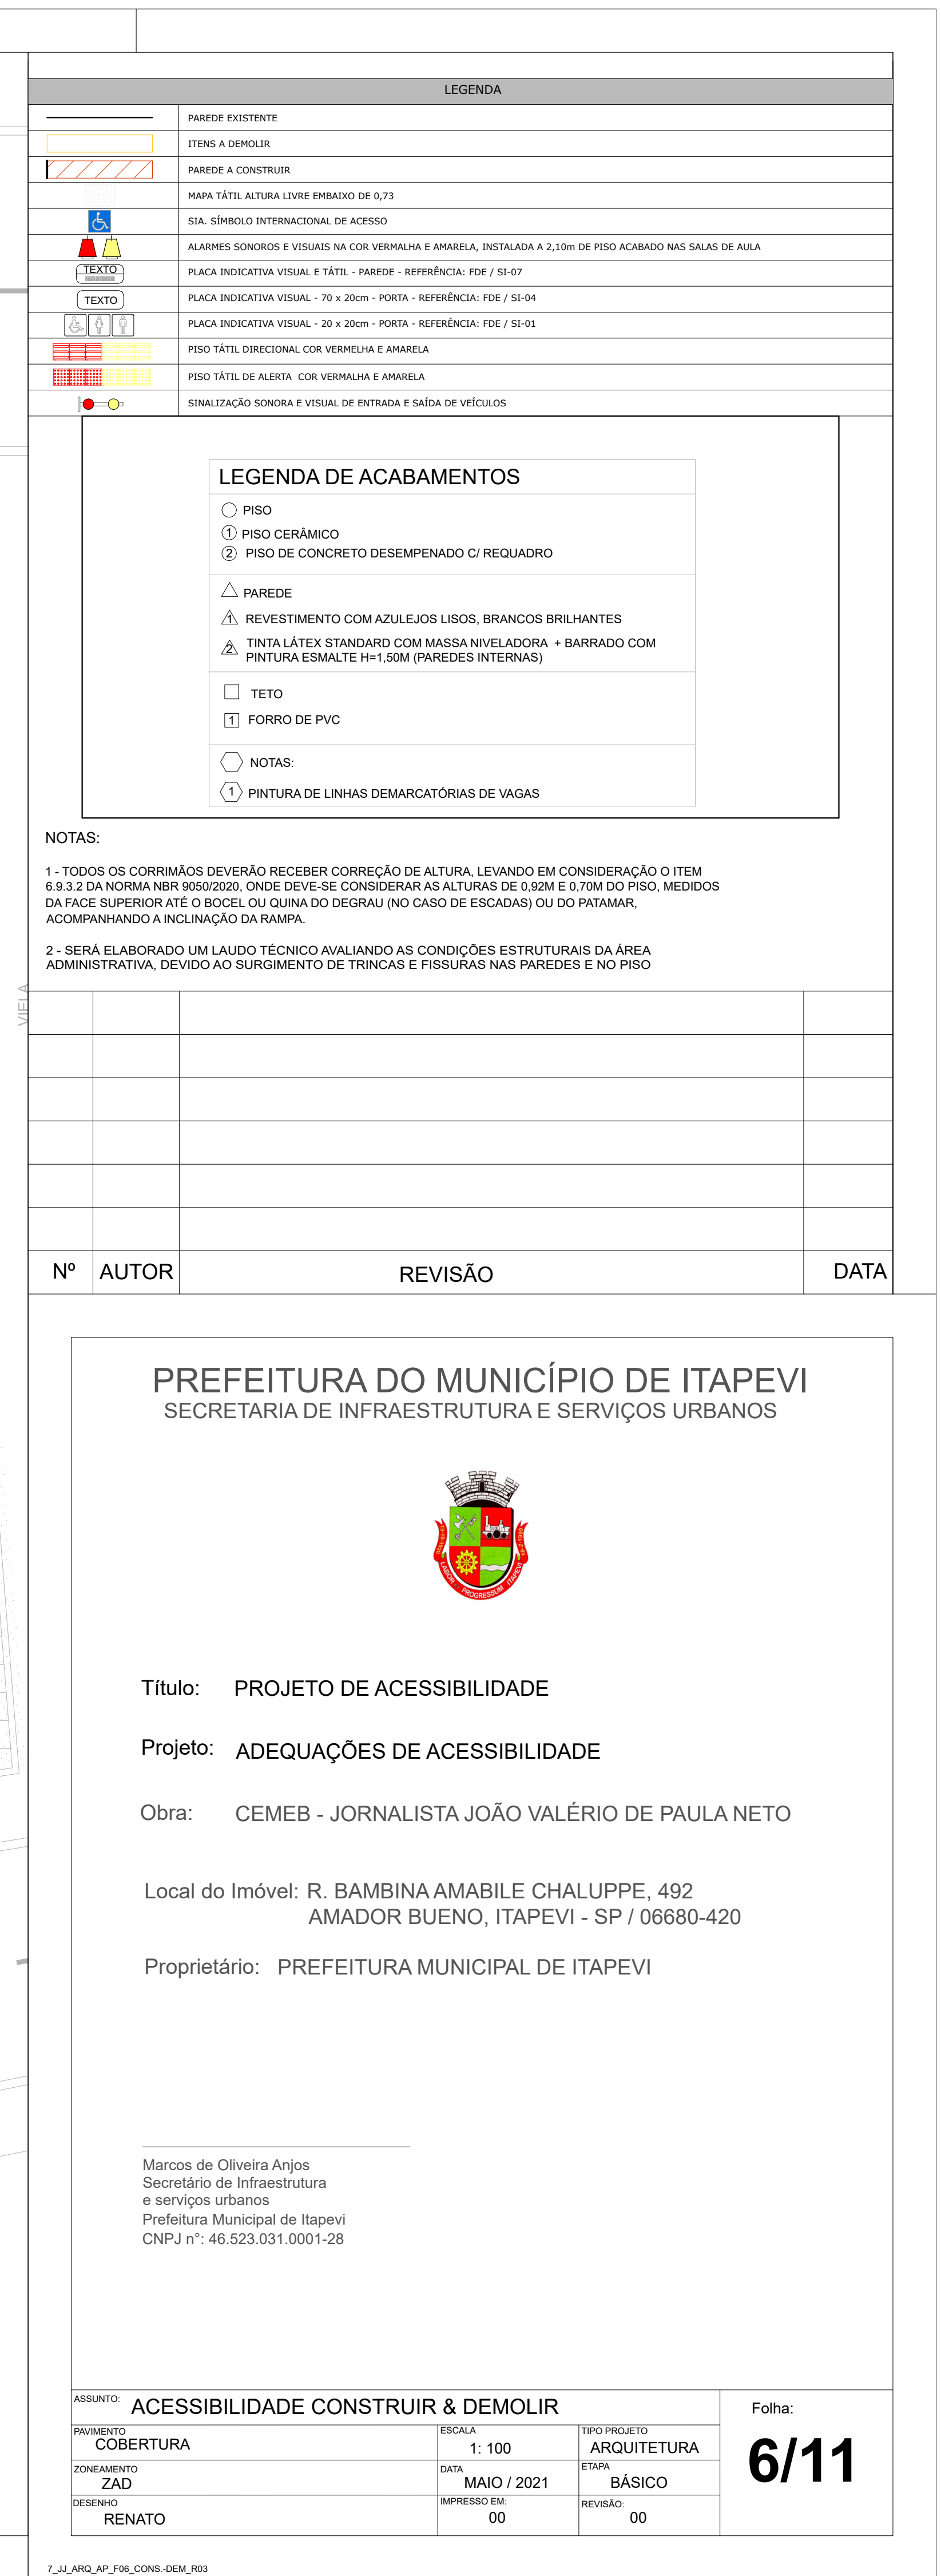 LEGENDA
PAREDE EXISTENTE
ITENS A DEMOLIR
PAREDE A CONSTRUIR
MAPA TÁTIL ALTURA LIVRE EMBAIXO DE 0,73
SIA. SÍMBOLO INTERNACIONAL DE ACESSO
ALARMES SONOROS E VISUAIS NA COR VERMALHA E AMARELA, INSTALADA A 2,10m DE PISO ACABADO NAS SALAS DE AULA
TEXTO
PLACA INDICATIVA VISUAL E TÁTIL - PAREDE - REFERÊNCIA: FDE / SI-07
TEXTO
PLACA INDICATIVA VISUAL - 70 x 20cm - PORTA - REFERÊNCIA: FDE / SI-04
PLACA INDICATIVA VISUAL - 20 x 20cm - PORTA - REFERÊNCIA: FDE / SI-01
PISO TÁTIL DIRECIONAL COR VERMELHA E AMARELA
PISO TÁTIL DE ALERTA COR VERMALHA E AMARELA
SINALIZAÇÃO SONORA E VISUAL DE ENTRADA E SAÍDA DE VEÍCULOS
LEGENDA DE ACABAMENTOS
PISO
1 PISO CERÂMICO
2 PISO DE CONCRETO DESEMPENADO C/ REQUADRO
PAREDE
1 REVESTIMENTO COM AZULEJOS LISOS, BRANCOS BRILHANTES
2 TINTA LÁTEX STANDARD COM MASSA NIVELADORA + BARRADO COM
PINTURA ESMALTE H=1,50M (PAREDES INTERNAS)
TETO
1 FORRO DE PVC
NOTAS:
1 PINTURA DE LINHAS DEMARCATÓRIAS DE VAGAS
NOTAS:
1 - TODOS OS CORRIMÃOS DEVERÃO RECEBER CORREÇÃO DE ALTURA, LEVANDO EM CONSIDERAÇÃO O ITEM
6.9.3.2 DA NORMA NBR 9050/2020, ONDE DEVE-SE CONSIDERAR AS ALTURAS DE 0,92M E 0,70M DO PISO, MEDIDOS
DA FACE SUPERIOR ATÉ O BOCEL OU QUINA DO DEGRAU (NO CASO DE ESCADAS) OU DO PATAMAR,
ACOMPANHANDO A INCLINAÇÃO DA RAMPA.
2 - SERÁ ELABORADO UM LAUDO TÉCNICO AVALIANDO AS CONDIÇÕES ESTRUTURAIS DA ÁREA
ADMINISTRATIVA, DEVIDO AO SURGIMENTO DE TRINCAS E FISSURAS NAS PAREDES E NO PISO
VIELA
Nº AUTOR REVISÃO DATA
PREFEITURA DO MUNICÍPIO DE ITAPEVI
SECRETARIA DE INFRAESTRUTURA E SERVIÇOS URBANOS
LABOR PROGRESSUM ITAPEVI
Título: PROJETO DE ACESSIBILIDADE
Projeto: ADEQUAÇÕES DE ACESSIBILIDADE
Obra: CEMEB - JORNALISTA JOÃO VALÉRIO DE PAULA NETO
Local do Imóvel: R. BAMBINA AMABILE CHALUPPE, 492
AMADOR BUENO, ITAPEVI - SP / 06680-420
Proprietário: PREFEITURA MUNICIPAL DE ITAPEVI
Marcos de Oliveira Anjos
Secretário de Infraestrutura
e serviços urbanos
Prefeitura Municipal de Itapevi
CNPJ n°: 46.523.031.0001-28
ASSUNTO: ACESSIBILIDADE CONSTRUIR & DEMOLIR
Folha:
6/11
PAVIMENTO
COBERTURA
ESCALA
1: 100
TIPO PROJETO
ARQUITETURA
ZONEAMENTO
ZAD
DATA
MAIO / 2021
ETAPA
BÁSICO
DESENHO
RENATO
IMPRESSO EM:
00
REVISÃO:
00
7_JJ_ARQ_AP_F06_CONS.-DEM_R03